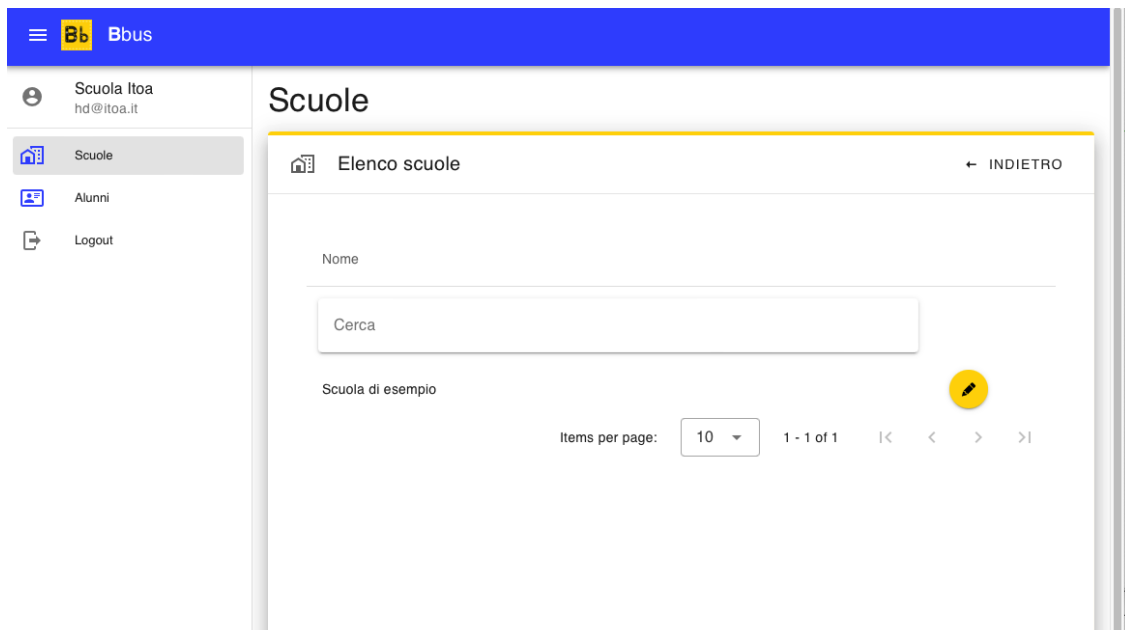 Bb Bbus
Scuola Itoa
hd@itoa.it
Scuole
Alunni
Logout
Scuole
Elenco scuole
INDIETRO
Nome
Cerca
Scuola di esempio
Items per page: 10 1 - 1 of 1